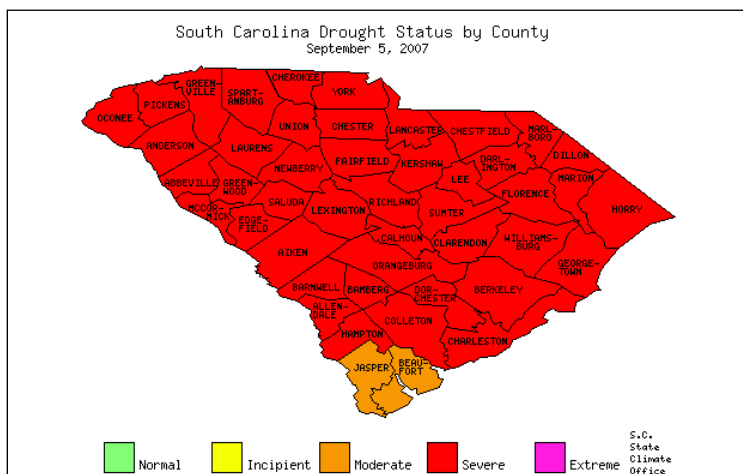 South Carolina Drought Status by County
September 5, 2007
CHEROKEE
GREEN-
VILLE
SPART-
ANBURG
YORK
PICKENS
OCONEE
UNION
CHESTER
LANCASTER
CHESTFIELD
MARL-
BORO
ANDERSON
LAURENS
FAIRFIELD
KERSHAW
DARL-
INGTON
DILLON
NEWBERRY
LEE
MARION
ABBEVILLE
GREEN-
WOOD
FLORENCE
SALUDA
RICHLAND
MCCOR-
MICK
LEXINGTON
SUMTER
HORRY
EDGE-
FIELD
CALHOUN
CLARENDON
WILLIAMS-
BURG
AIKEN
ORANGEBURG
GEORGE-
TOWN
BARNWELL
BAMBERG
DOR-
CHESTER
BERKELEY
ALLEN-
DALE
COLLETON
HAMPTON
CHARLESTON
JASPER
BEAU-
FORT
Normal
Incipient
Moderate
Severe
Extreme
S.C.
State
Climate
Office